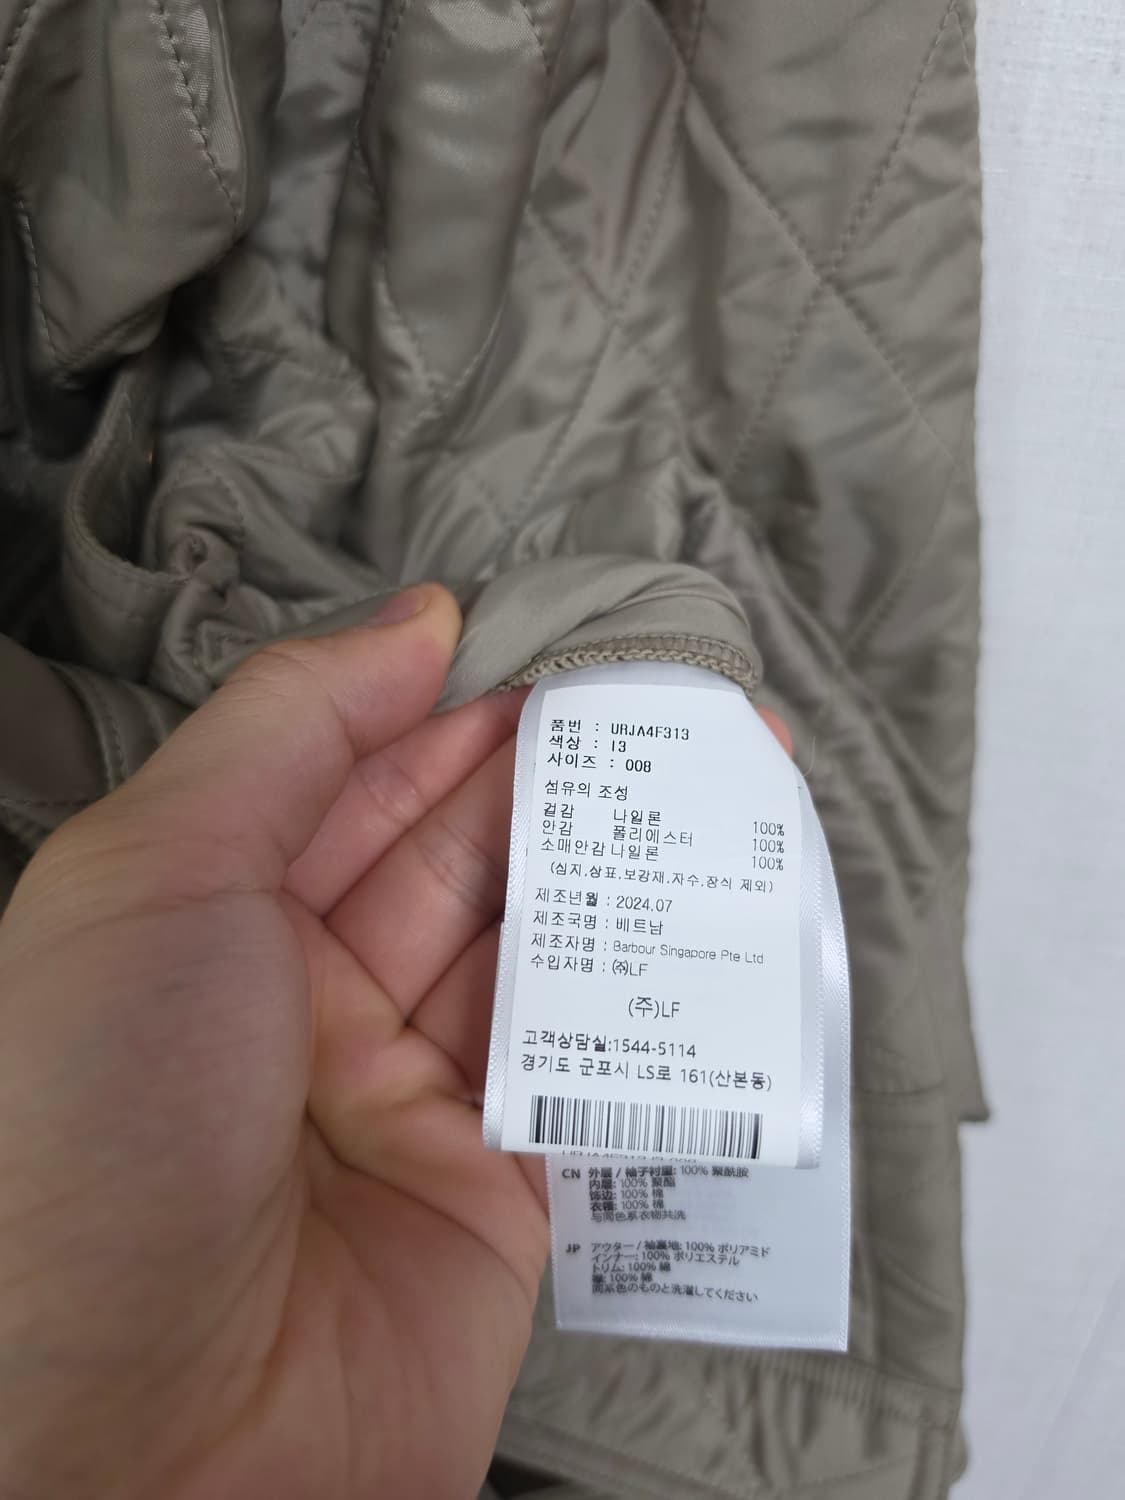 품번 : URJA4F313
색상 : I3
사이즈 : 008
섬유의 조성
겉감 나일론 100%
안감 폴리에스터 100%
소매안감 나일론 100%
(심지,상표,보강재,자수,장식 제외)
제조년월 : 2024.07
제조국명 : 베트남
제조자명 : Barbour Singapore Pte Ltd
수입자명 : ㈜LF
(주)LF
고객상담실:1544-5114
경기도 군포시 LS로 161(산본동)
CN 外层 / 袖子衬里: 100% 聚酰胺
内层: 100% 聚酯
饰边: 100% 棉
衣领: 100% 棉
与同色系衣物共洗
JP アウター / 袖裏地: 100% ポリアミド
インナー: 100% ポリエステル
トリム: 100% 綿
100% 綿
同系色のものと洗濯してください